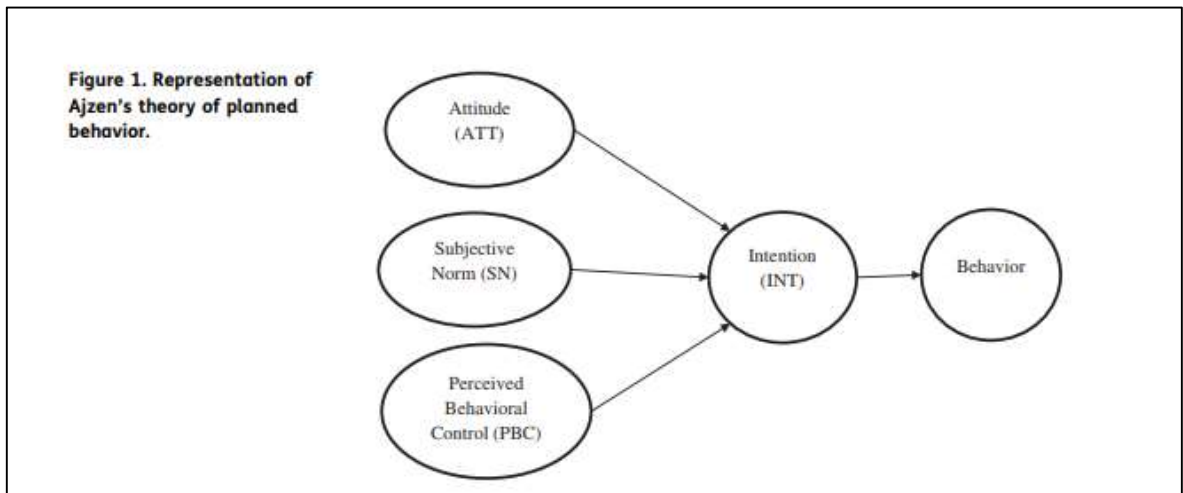 Figure 1. Representation of
Ajzen's theory of planned
behavior.
Attitude
(ATT)
Subjective
Norm (SN)
Perceived
Behavioral
Control (PBC)
Intention
(INT)
Behavior